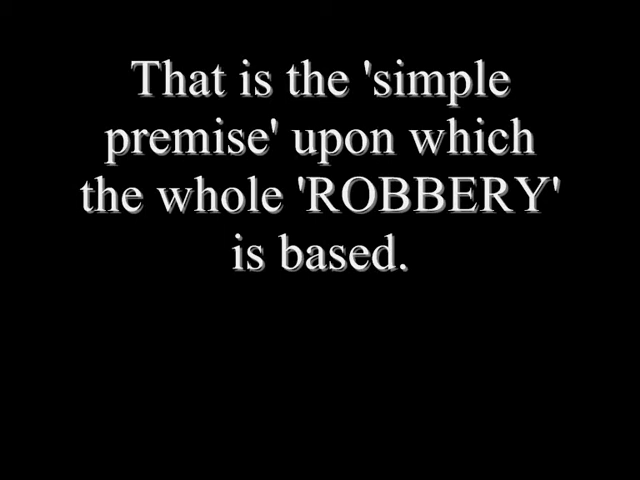 That is the 'simple
premise' upon which
the whole 'ROBBERY'
is based.